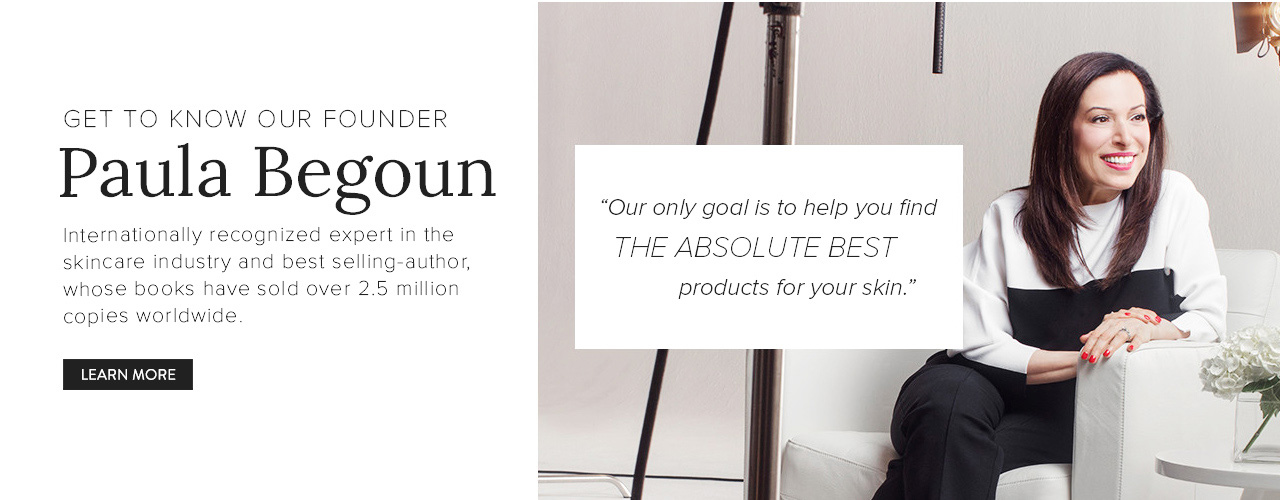 GET TO KNOW OUR FOUNDER
Paula Begoun
Internationally recognized expert in the
skincare industry and best selling-author,
whose books have sold over 2.5 million
copies worldwide.
LEARN MORE
“Our only goal is to help you find
THE ABSOLUTE BEST
products for your skin.”